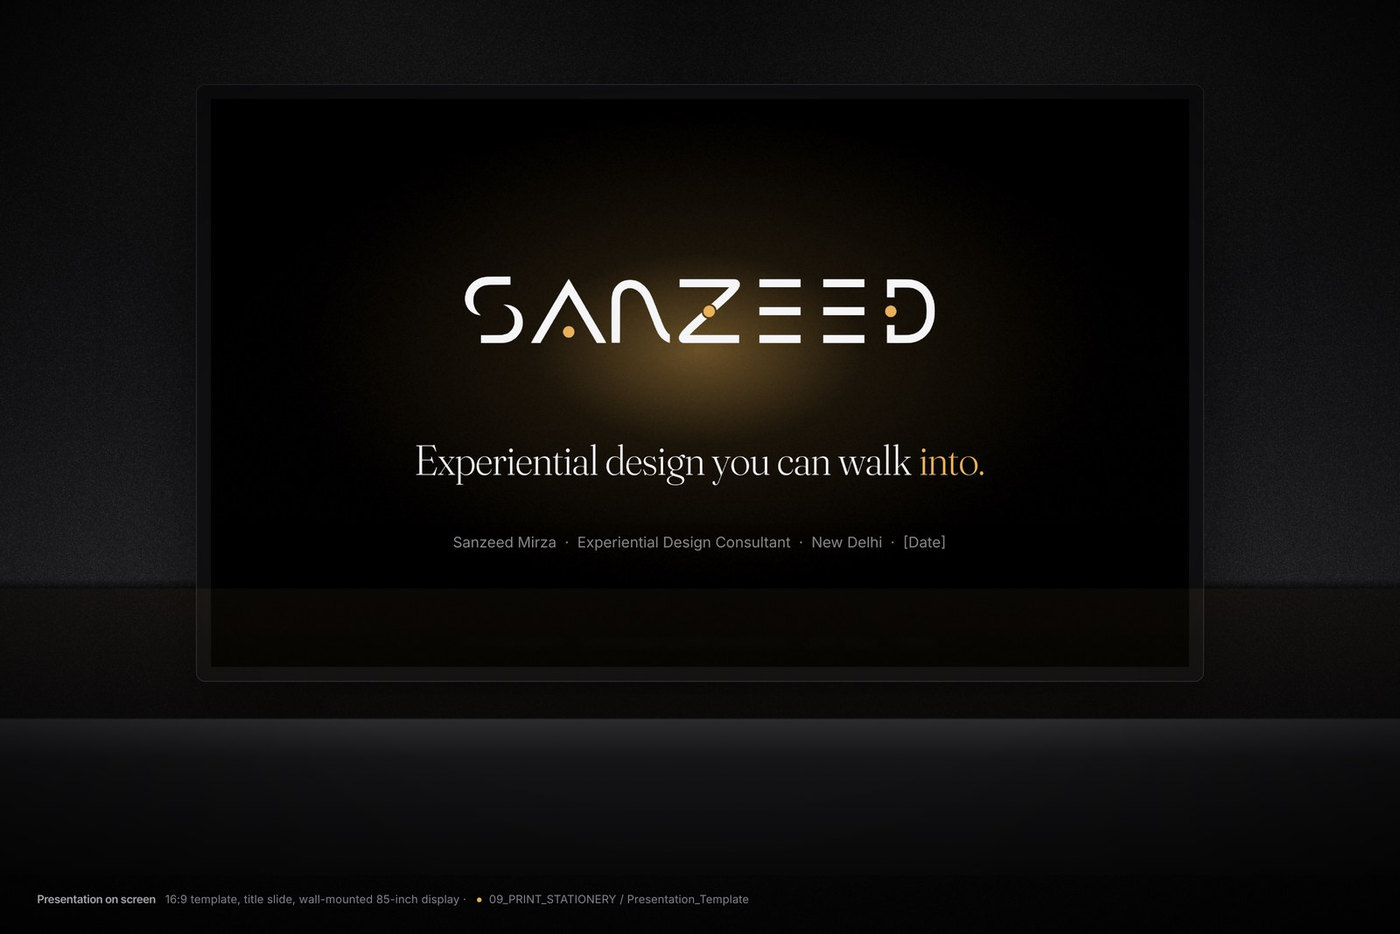 SANZEED
Experiential design you can walk into.
Sanzeed Mirza · Experiential Design Consultant · New Delhi · [Date]
Presentation on screen 16:9 template, title slide, wall-mounted 85-inch display · • 09_PRINT_STATIONERY / Presentation_Template